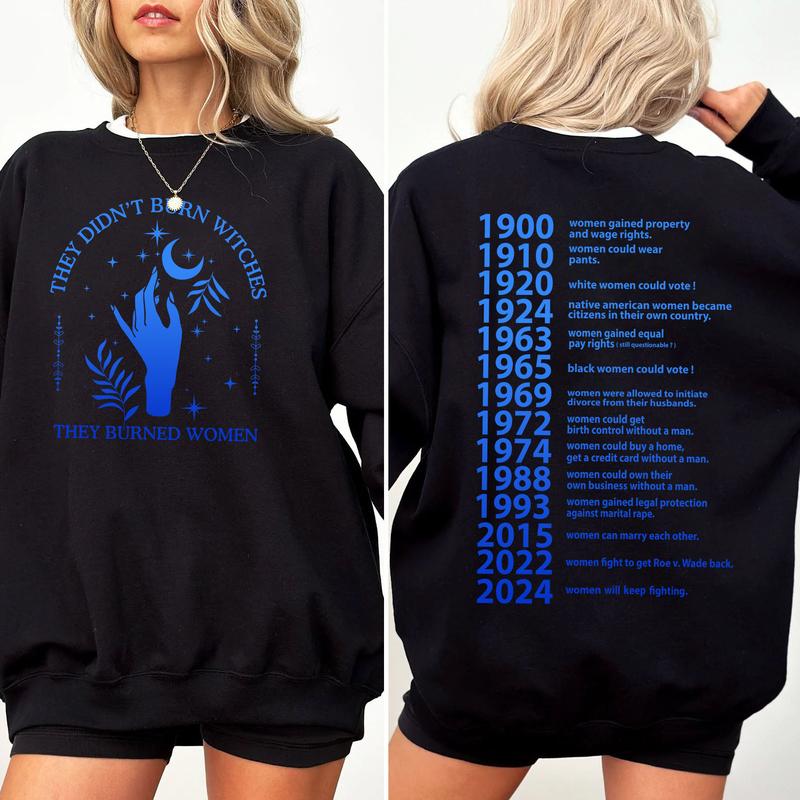 THEY DIDN'T BURN WITCHES
THEY BURNED WOMEN
1900 women gained property
and wage rights.
1910 women could wear
pants.
1920 white women could vote !
1924 native american women became
citizens in their own country.
1963 women gained equal
pay rights ( still questionable ? )
1965 black women could vote !
1969 women were allowed to initiate
divorce from their husbands.
1972 women could get
birth control without a man.
1974 women could buy a home,
get a credit card without a man.
1988 women could own their
own business without a man.
1993 women gained legal protection
against marital rape.
2015 women can marry each other.
2022 women fight to get Roe v. Wade back.
2024 women will keep fighting.